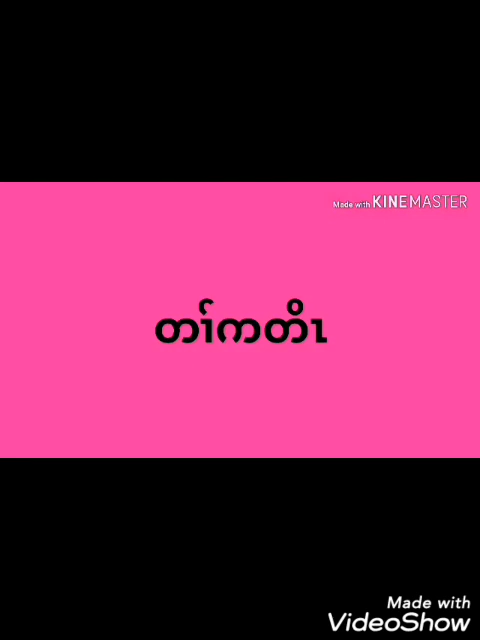 Made with KINEMASTER
တၢ်ကတိၤ
Made with
VideoShow